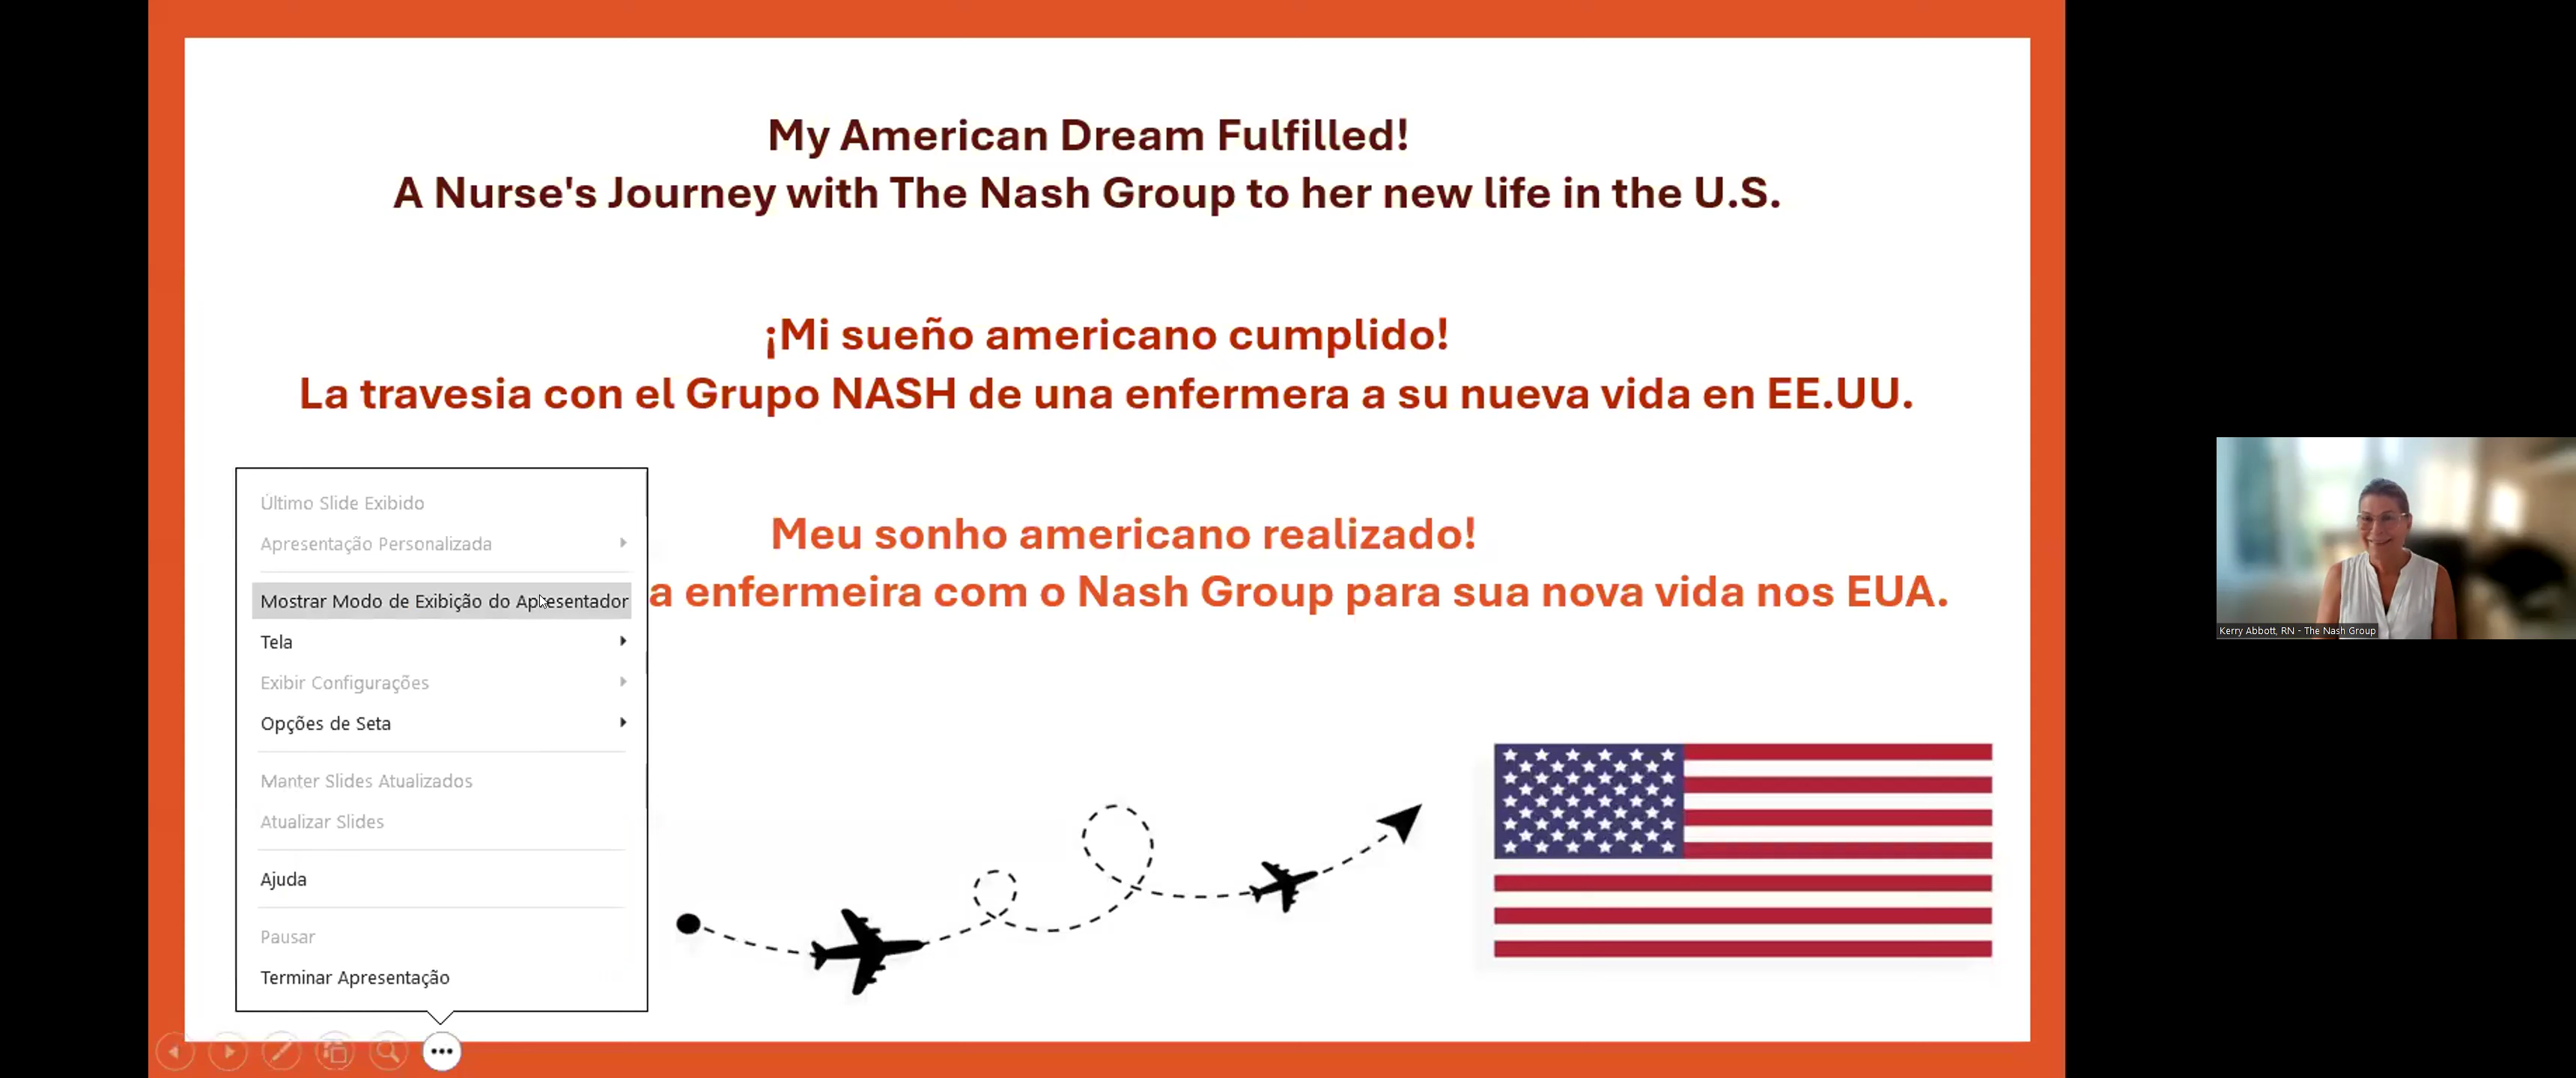 My American Dream Fulfilled!
A Nurse's Journey with The Nash Group to her new life in the U.S.
¡Mi sueño americano cumplido!
La travesia con el Grupo NASH de una enfermera a su nueva vida en EE.UU.
Meu sonho americano realizado!
a enfermeira com o Nash Group para sua nova vida nos EUA.
Último Slide Exibido
Apresentação Personalizada
Mostrar Modo de Exibição do Apresentador
Tela
Exibir Configurações
Opções de Seta
Manter Slides Atualizados
Atualizar Slides
Ajuda
Pausar
Terminar Apresentação
Kerry Abbott, RN - The Nash Group